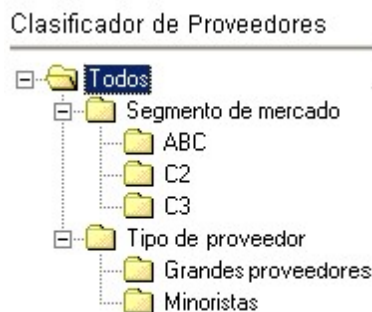 Clasificador de Proveedores
Todos
Segmento de mercado
ABC
C2
C3
Tipo de proveedor
Grandes proveedores
Minoristas